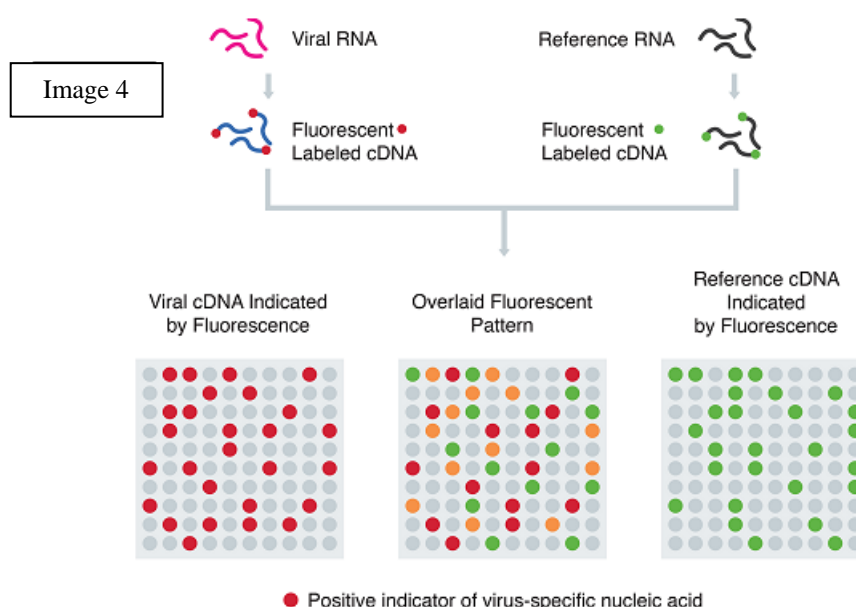 Viral RNA
Reference RNA
Image 4
Fluorescent
Labeled cDNA
Fluorescent
Labeled cDNA
Viral cDNA Indicated
by Fluorescence
Overlaid Fluorescent
Pattern
Reference cDNA
Indicated
by Fluorescence
Positive indicator of virus-specific nucleic acid